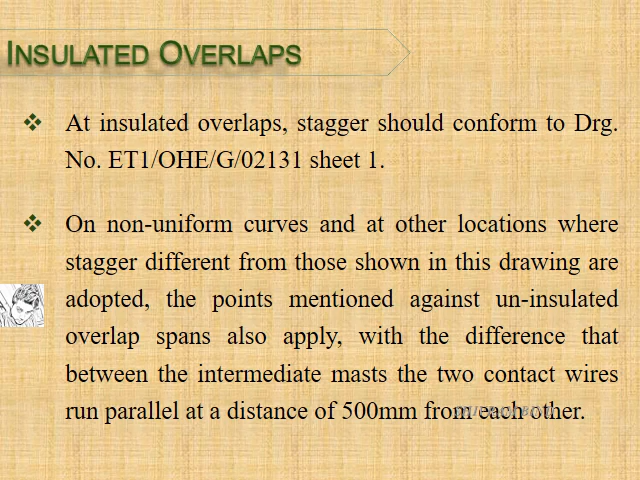 INSULATED OVERLAPS
At insulated overlaps, stagger should conform to Drg.
No. ET1/OHE/G/02131 sheet 1.
On non-uniform curves and at other locations where
stagger different from those shown in this drawing are
adopted, the points mentioned against un-insulated
overlap spans also apply, with the difference that
between the intermediate masts the two contact wires
run parallel at a distance of 500mm from each other.